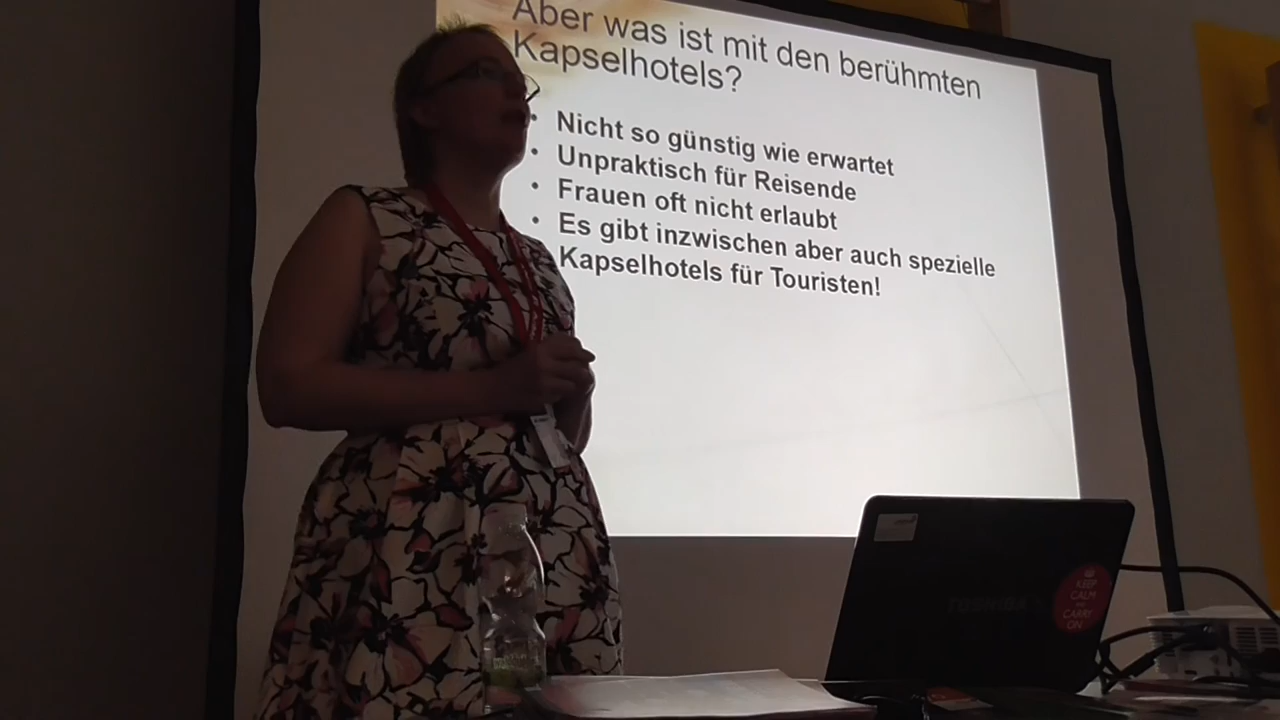 Aber was ist mit den berühmten
Kapselhotels?
• Nicht so günstig wie erwartet
• Unpraktisch für Reisende
• Frauen oft nicht erlaubt
• Es gibt inzwischen aber auch spezielle
Kapselhotels für Touristen!
TOSHIBA
KEEP
CALM
AND
CARRY
ON